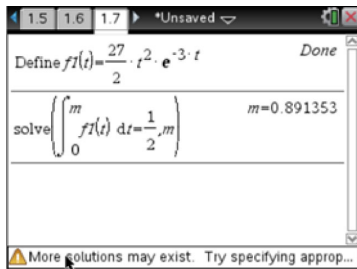 1.5 1.6 1.7 *Unsaved
Define f1(t)=27/2·t²·e^-3·t Done
solve(∫₀ᵐ f1(t) dt=1/2,m) m=0.891353
More solutions may exist. Try specifying approp...